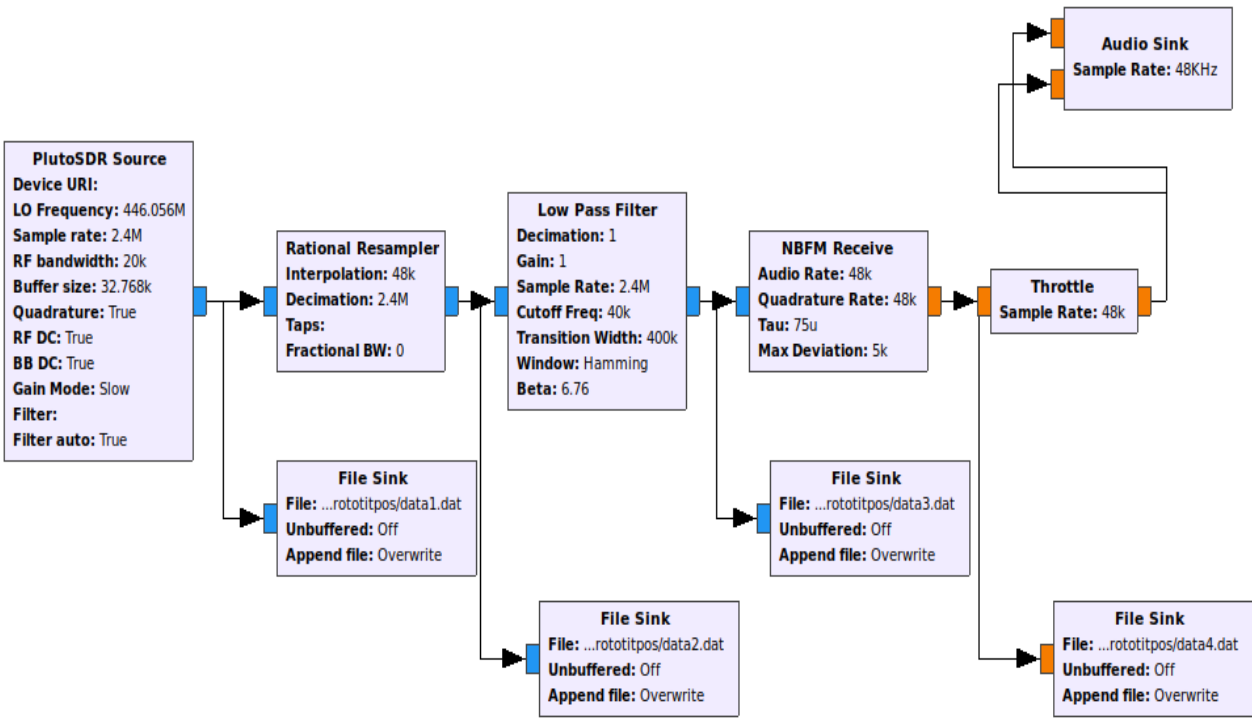 PlutoSDR Source
Device URI:
LO Frequency: 446.056M
Sample rate: 2.4M
RF bandwidth: 20k
Buffer size: 32.768k
Quadrature: True
RF DC: True
BB DC: True
Gain Mode: Slow
Filter:
Filter auto: True
Rational Resampler
Interpolation: 48k
Decimation: 2.4M
Taps:
Fractional BW: 0
Low Pass Filter
Decimation: 1
Gain: 1
Sample Rate: 2.4M
Cutoff Freq: 40k
Transition Width: 400k
Window: Hamming
Beta: 6.76
NBFM Receive
Audio Rate: 48k
Quadrature Rate: 48k
Tau: 75u
Max Deviation: 5k
Throttle
Sample Rate: 48k
Audio Sink
Sample Rate: 48KHz
File Sink
File: ...rototitpos/data1.dat
Unbuffered: Off
Append file: Overwrite
File Sink
File: ...rototitpos/data2.dat
Unbuffered: Off
Append file: Overwrite
File Sink
File: ...rototitpos/data3.dat
Unbuffered: Off
Append file: Overwrite
File Sink
File: ...rototitpos/data4.dat
Unbuffered: Off
Append file: Overwrite